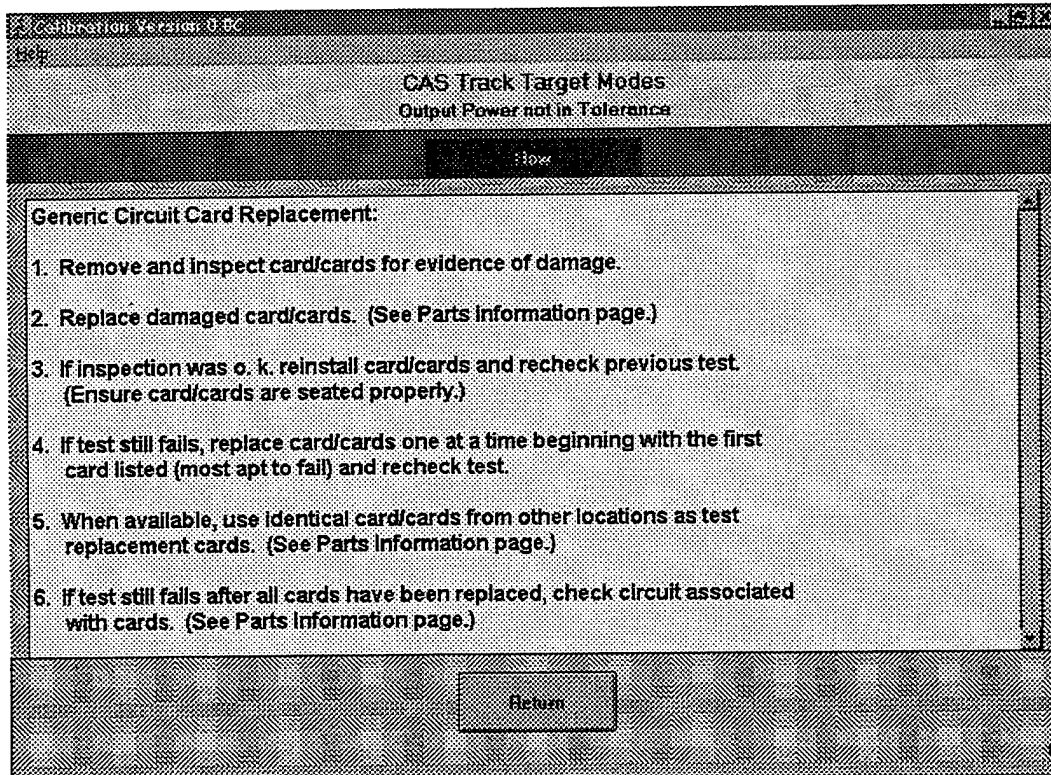 Calibration Version 0.8C
Help
CAS Track Target Modes
Output Power not in Tolerance
How
Generic Circuit Card Replacement:
1. Remove and inspect card/cards for evidence of damage.
2. Replace damaged card/cards. (See Parts Information page.)
3. If inspection was o. k. reinstall card/cards and recheck previous test.
(Ensure card/cards are seated properly.)
4. If test still fails, replace card/cards one at a time beginning with the first
card listed (most apt to fail) and recheck test.
5. When available, use identical card/cards from other locations as test
replacement cards. (See Parts Information page.)
6. If test still fails after all cards have been replaced, check circuit associated
with cards. (See Parts Information page.)
Return